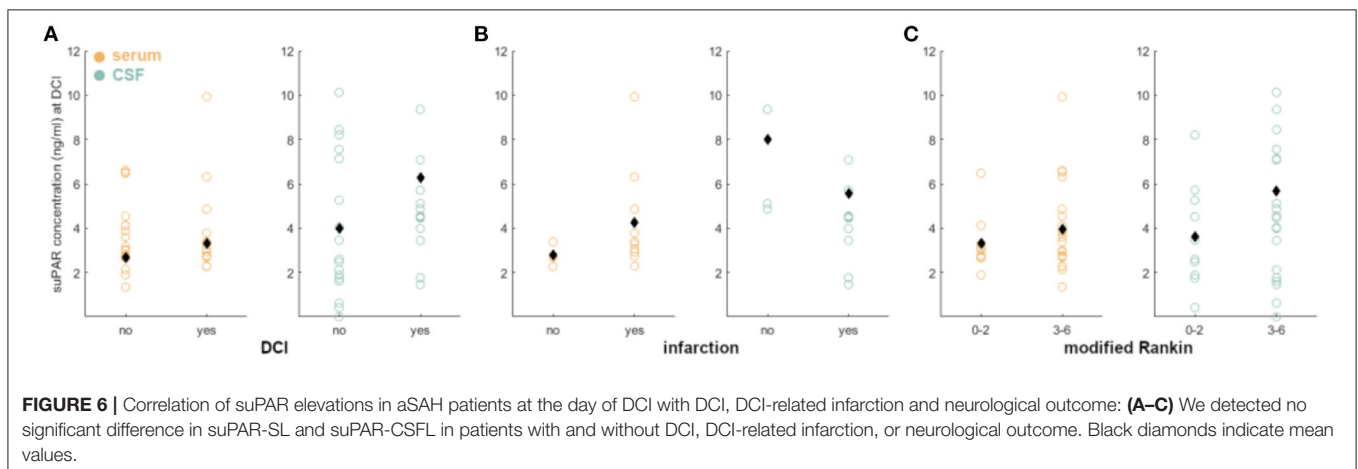 A
B
C
serum
CSF
suPAR concentration (ng/ml) at DCI
12
10
8
6
4
2
no
yes
12
10
8
6
4
2
no
yes
DCI
12
10
8
6
4
2
no
yes
12
10
8
6
4
2
no
yes
infarction
12
10
8
6
4
2
0-2
3-6
12
10
8
6
4
2
0-2
3-6
modified Rankin
FIGURE 6 | Correlation of suPAR elevations in aSAH patients at the day of DCI with DCI, DCI-related infarction and neurological outcome: (A–C) We detected no
significant difference in suPAR-SL and suPAR-CSFL in patients with and without DCI, DCI-related infarction, or neurological outcome. Black diamonds indicate mean
values.